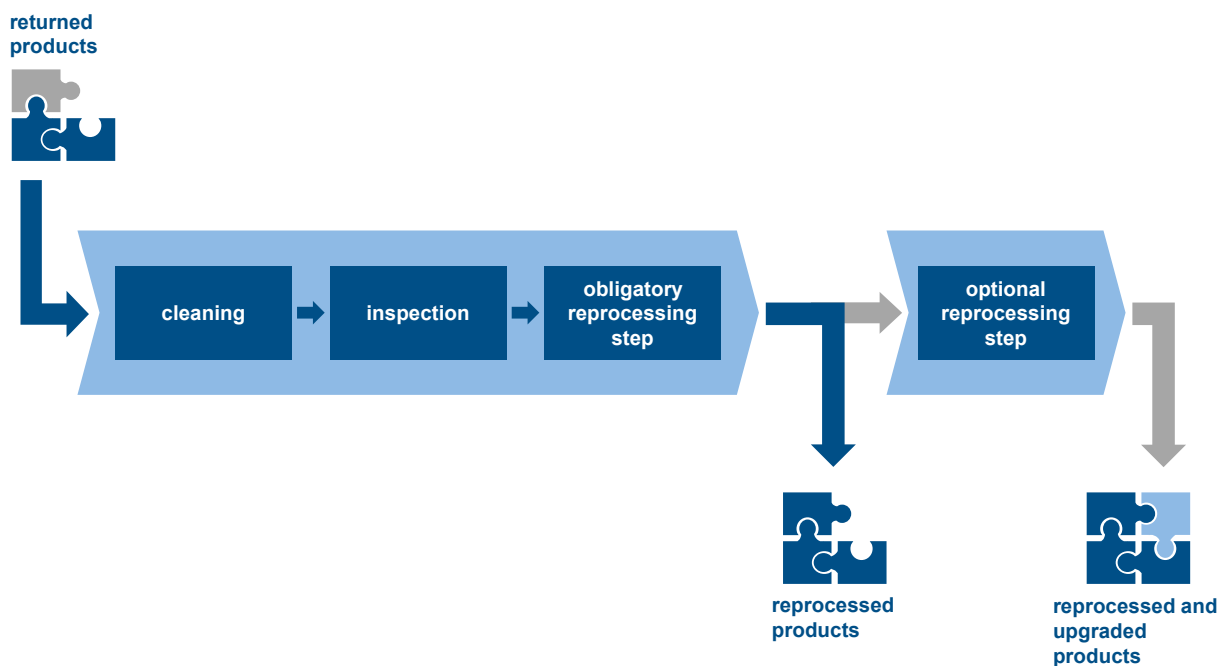 returned
products
cleaning
inspection
obligatory
reprocessing
step
optional
reprocessing
step
reprocessed
products
reprocessed and
upgraded
products